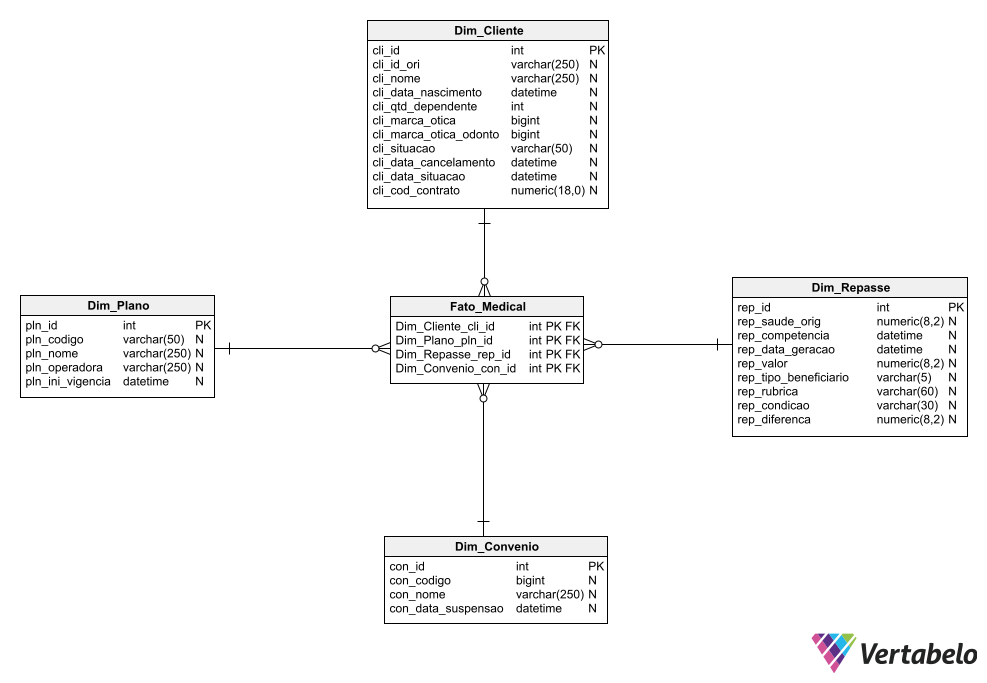 Dim_Cliente
cli_id int PK
cli_id_ori varchar(250) N
cli_nome varchar(250) N
cli_data_nascimento datetime N
cli_qtd_dependente int N
cli_marca_otica bigint N
cli_marca_otica_odonto bigint N
cli_situacao varchar(50) N
cli_data_cancelamento datetime N
cli_data_situacao datetime N
cli_cod_contrato numeric(18,0) N
Dim_Plano
pln_id int PK
pln_codigo varchar(50) N
pln_nome varchar(250) N
pln_operadora varchar(250) N
pln_ini_vigencia datetime N
Fato_Medical
Dim_Cliente_cli_id int PK FK
Dim_Plano_pln_id int PK FK
Dim_Repasse_rep_id int PK FK
Dim_Convenio_con_id int PK FK
Dim_Repasse
rep_id int PK
rep_saude_orig numeric(8,2) N
rep_competencia datetime N
rep_data_geracao datetime N
rep_valor numeric(8,2) N
rep_tipo_beneficiario varchar(5) N
rep_rubrica varchar(60) N
rep_condicao varchar(30) N
rep_diferenca numeric(8,2) N
Dim_Convenio
con_id int PK
con_codigo bigint N
con_nome varchar(250) N
con_data_suspensao datetime N
Vertabelo